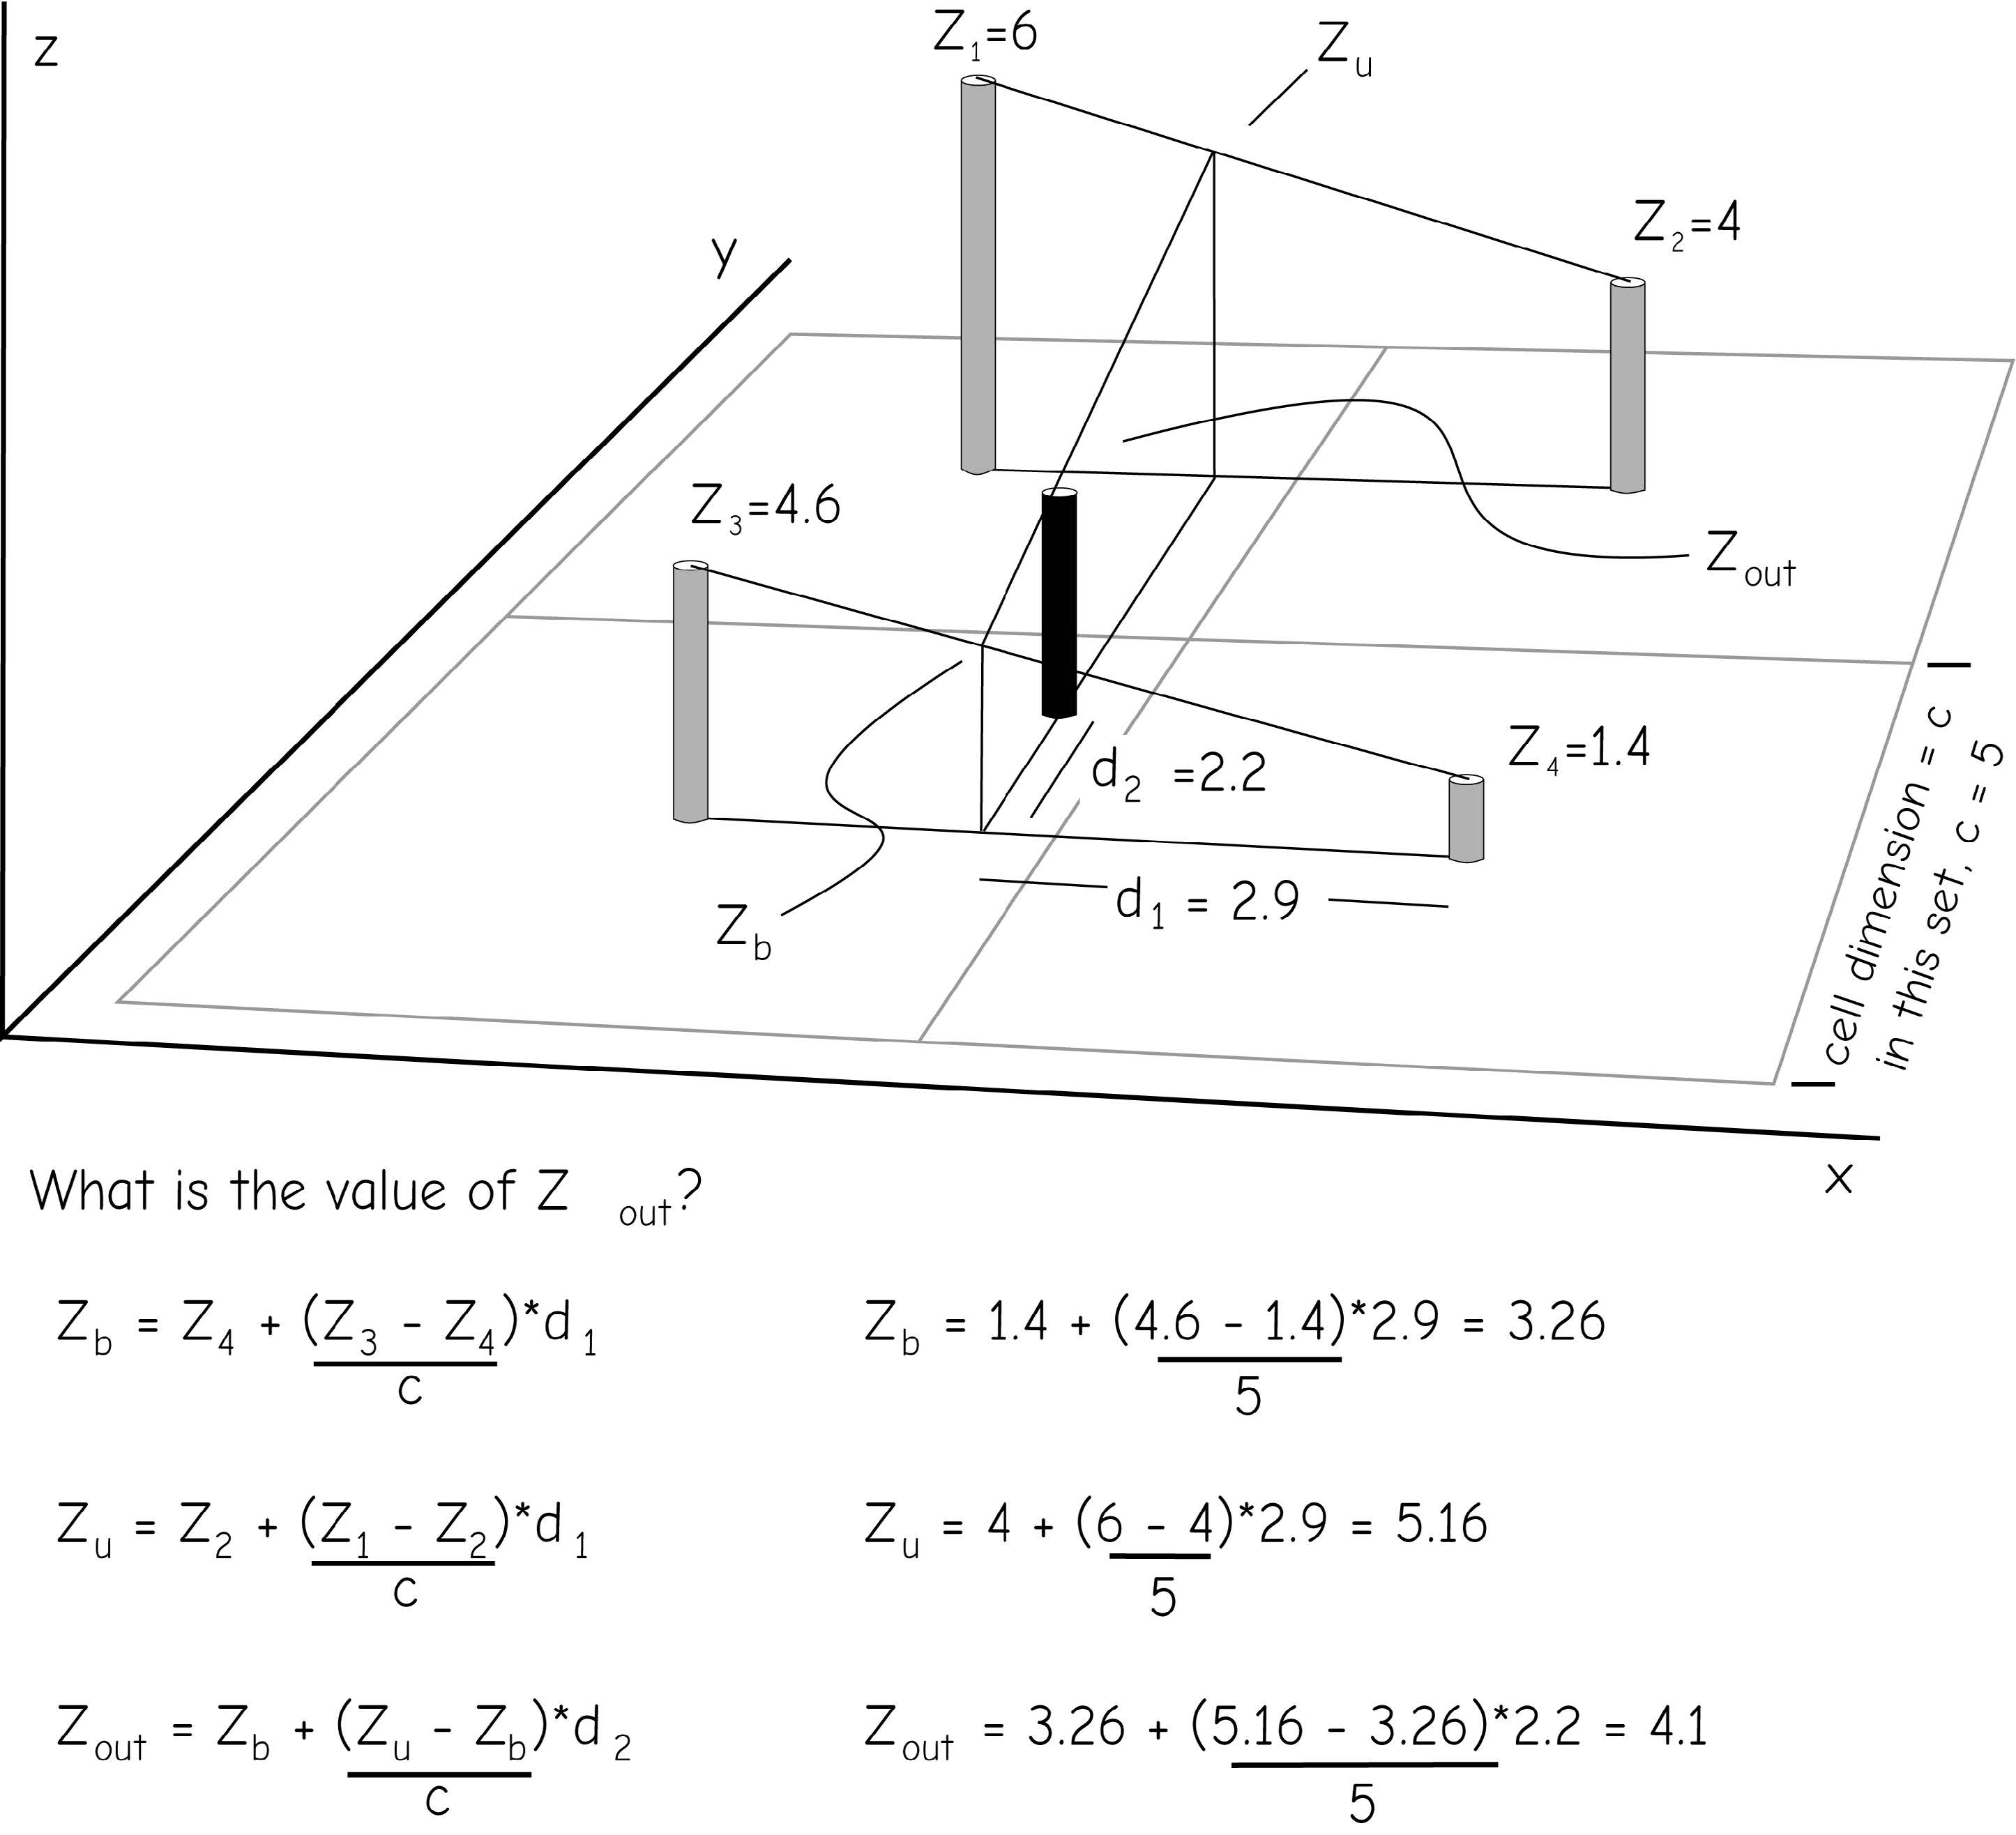 z
Z1=6
Zu
Z2=4
y
Z3=4.6
Zout
d2 =2.2
Z4=1.4
d1 = 2.9
Zb
cell dimension = c
in this set, c = 5
x
What is the value of Z out?
Zb = Z4 + (Z3 - Z4)*d1
c
Zb = 1.4 + (4.6 - 1.4)*2.9 = 3.26
5
Zu = Z2 + (Z1 - Z2)*d1
c
Zu = 4 + (6 - 4)*2.9 = 5.16
5
Zout = Zb + (Zu - Zb)*d2
c
Zout = 3.26 + (5.16 - 3.26)*2.2 = 4.1
5